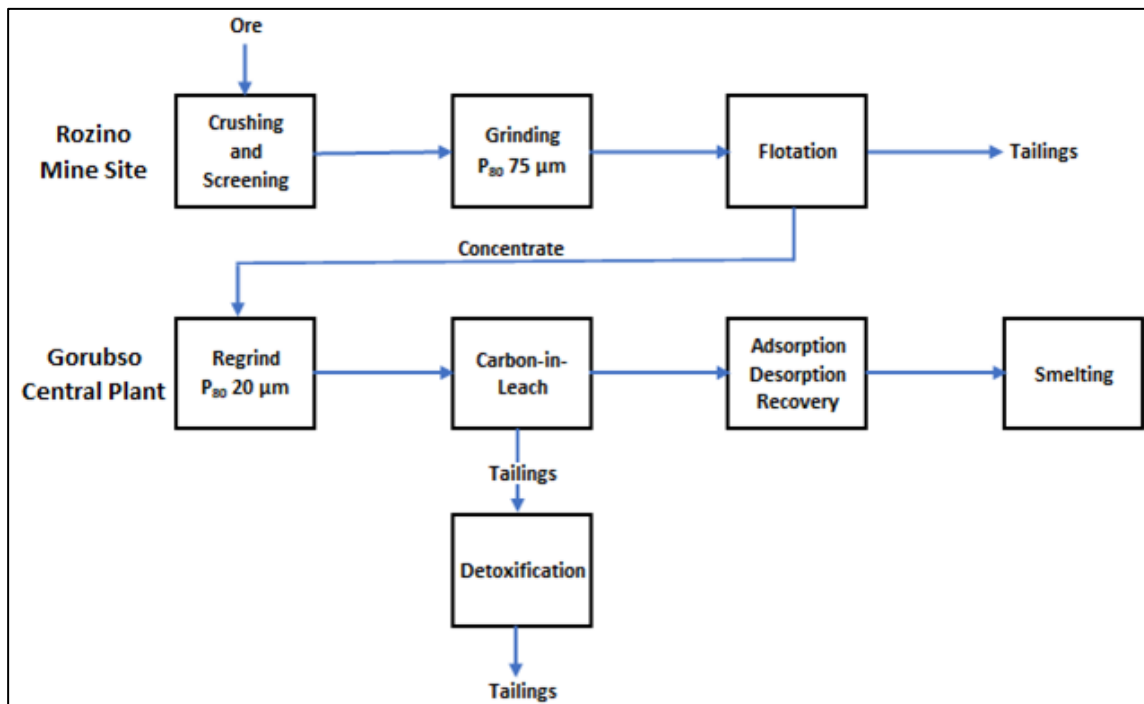 Ore
Rozino
Mine Site
Crushing
and
Screening
Grinding
P₈₀ 75 µm
Flotation
Tailings
Concentrate
Gorubso
Central Plant
Regrind
P₈₀ 20 µm
Carbon-in-
Leach
Adsorption
Desorption
Recovery
Smelting
Tailings
Detoxification
Tailings